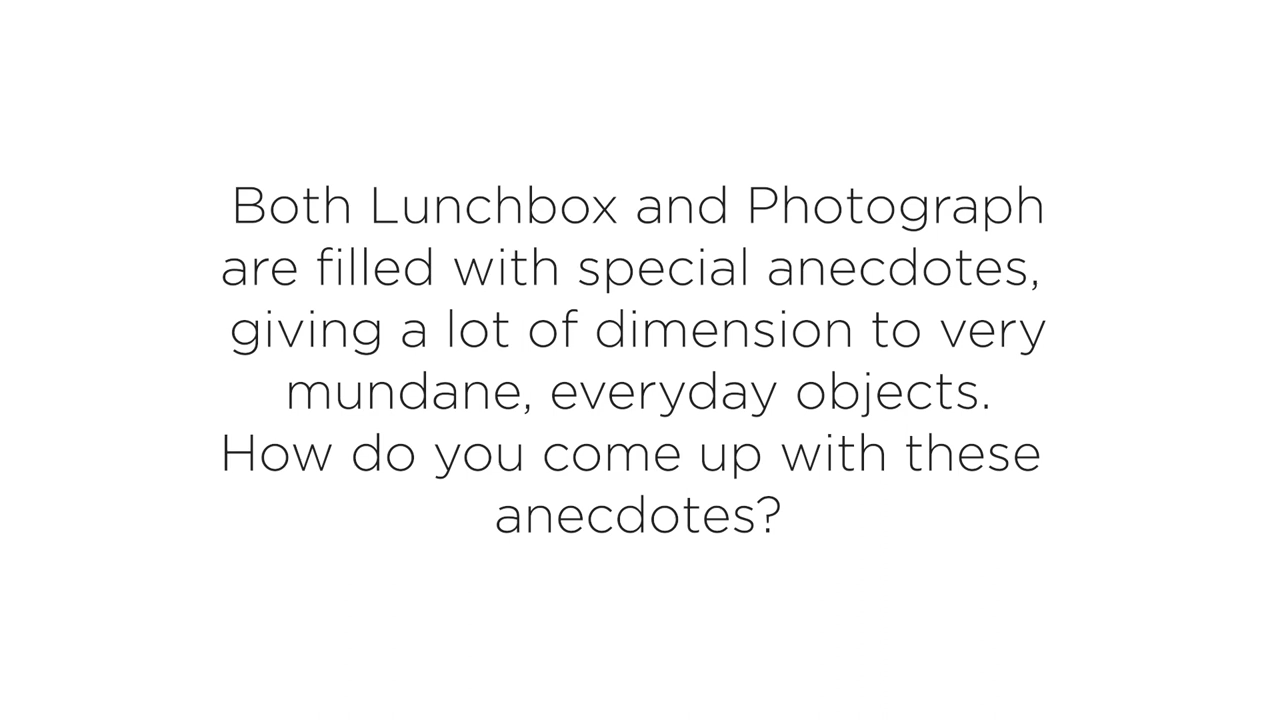 Both Lunchbox and Photograph
are filled with special anecdotes,
giving a lot of dimension to very
mundane, everyday objects.
How do you come up with these
anecdotes?